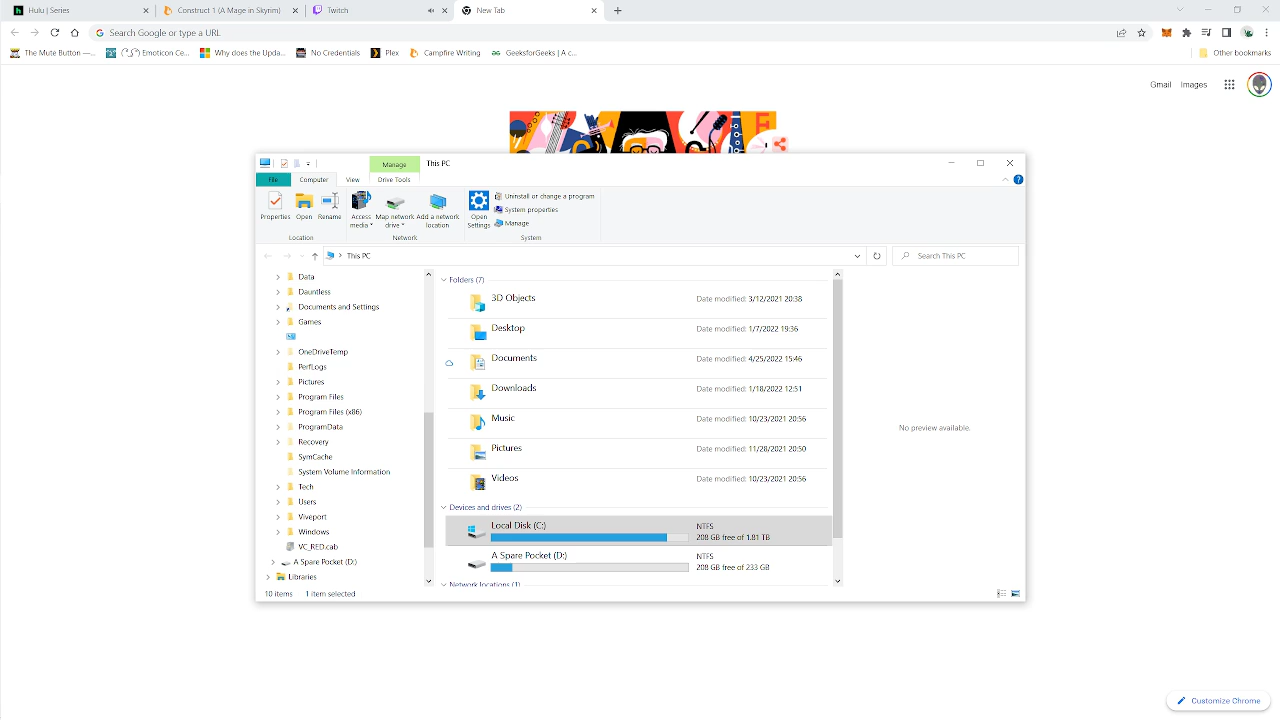 Hulu | Series
Construct 1 (A Mage in Skyrim)
Twitch
New Tab
Search Google or type a URL
The Mute Button —...
Emoticon Ce...
Why does the Upda...
No Credentials
Plex
Campfire Writing
GeeksforGeeks | A c...
Other bookmarks
Gmail
Images
Manage
This PC
File
Computer
View
Drive Tools
Properties
Open
Rename
Access media
Map network drive
Add a network location
Open Settings
Uninstall or change a program
System properties
Manage
Location
Network
System
This PC
Search This PC
Data
Dauntless
Documents and Settings
Games
OneDriveTemp
PerfLogs
Pictures
Program Files
Program Files (x86)
ProgramData
Recovery
SymCache
System Volume Information
Tech
Users
Viveport
Windows
VC_RED.cab
A Spare Pocket (D:)
Libraries
Folders (7)
3D Objects
Date modified: 3/12/2021 20:38
Desktop
Date modified: 1/7/2022 19:36
Documents
Date modified: 4/25/2022 15:46
Downloads
Date modified: 1/18/2022 12:51
Music
Date modified: 10/23/2021 20:56
Pictures
Date modified: 11/28/2021 20:50
Videos
Date modified: 10/23/2021 20:56
Devices and drives (2)
Local Disk (C:)
NTFS
208 GB free of 1.81 TB
A Spare Pocket (D:)
NTFS
208 GB free of 233 GB
Network locations (1)
No preview available.
10 items
1 item selected
Customize Chrome